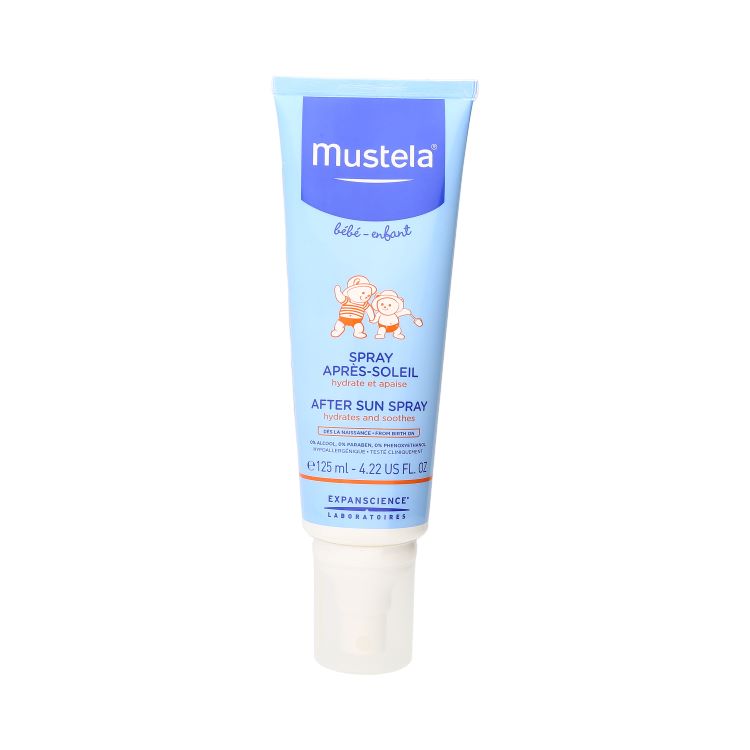 mustela®
bébé - enfant
SPRAY
APRÈS-SOLEIL
hydrate et apaise
AFTER SUN SPRAY
hydrates and soothes
DÈS LA NAISSANCE • FROM BIRTH ON
0% ALCOOL, 0% PARABEN, 0% PHENOXYETHANOL
HYPOALLERGÉNIQUE • TESTÉ CLINIQUEMENT
℮125 ml - 4.22 US FL. OZ
EXPANSCIENCE®
LABORATOIRES